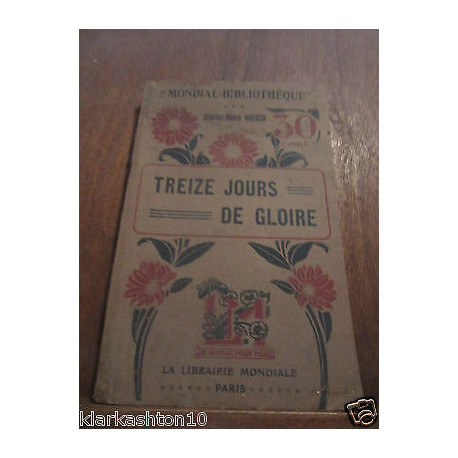 MONDIAL-BIBLIOTHÈQUE
30
TREIZE JOURS
DE GLOIRE
LA LIBRAIRIE MONDIALE
PARIS
klarkashton10